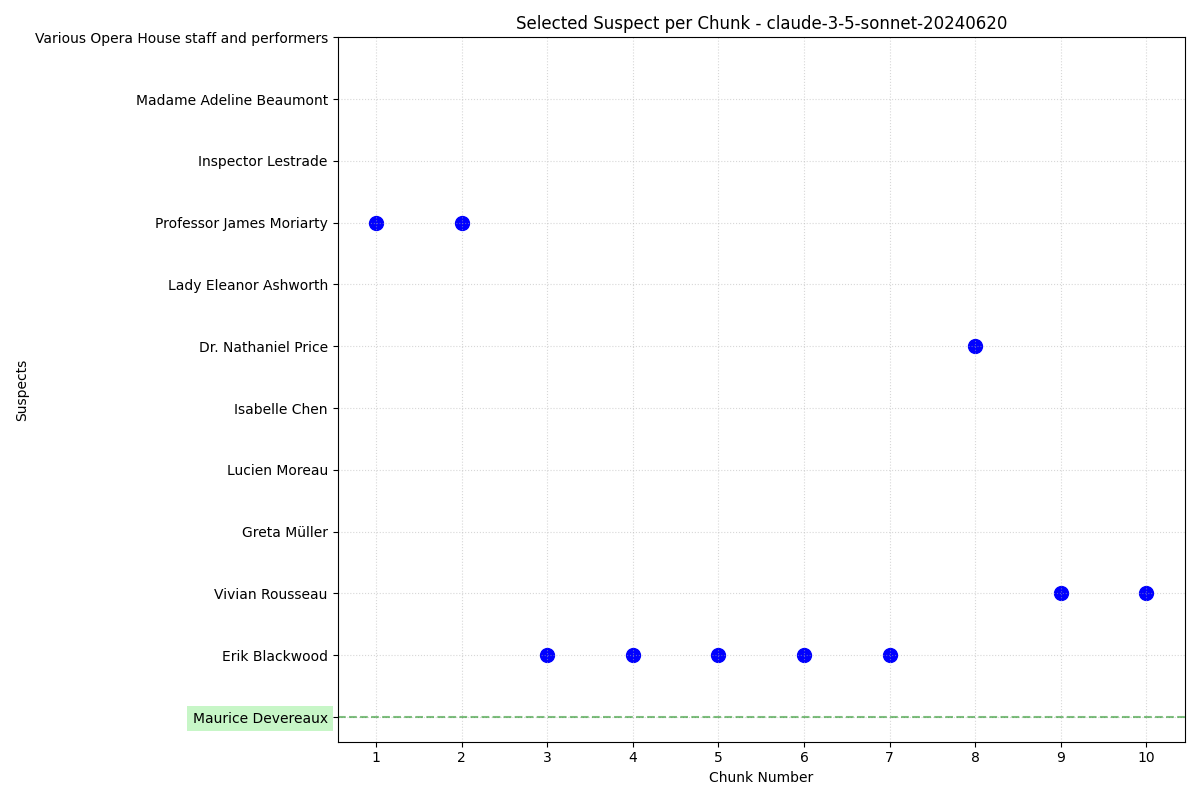 Selected Suspect per Chunk - claude-3-5-sonnet-20240620
Various Opera House staff and performers
Madame Adeline Beaumont
Inspector Lestrade
Professor James Moriarty
Lady Eleanor Ashworth
Dr. Nathaniel Price
Isabelle Chen
Lucien Moreau
Greta Müller
Vivian Rousseau
Erik Blackwood
Maurice Devereaux
Suspects
1 2 3 4 5 6 7 8 9 10
Chunk Number